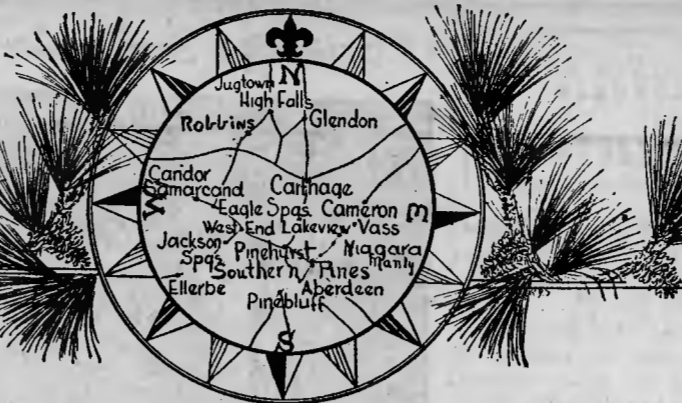 N
Jugtown
High Falls
Robbins
Glendon
Candor
Samarcand
Carthage
W
Eagle Spgs. Cameron E
West End Lakeview Vass
Jackson Pinehurst Niagara
Spgs. Manly
Southern Pines
Ellerbe Aberdeen
Pinebluff
S